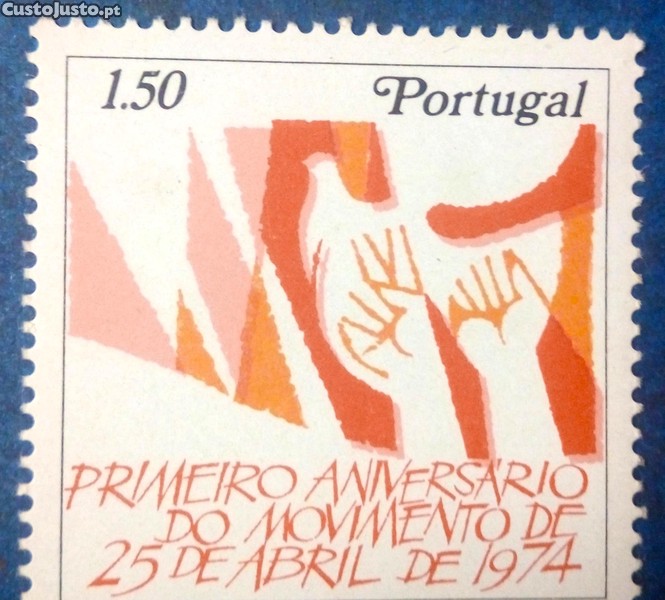 CustoJusto.pt
1.50 Portugal
PRIMEIRO ANIVERSÁRIO
DO MOVIMENTO DE
25 DE ABRIL DE 1974